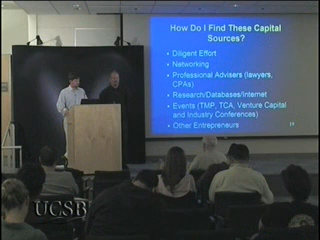 How Do I Find These Capital
Sources?
• Diligent Effort
• Networking
• Professional Advisers (lawyers,
CPAs)
• Research/Databases/Internet
• Events (TMP, TCA, Venture Capital
and Industry Conferences)
• Other Entrepreneurs
UCSB